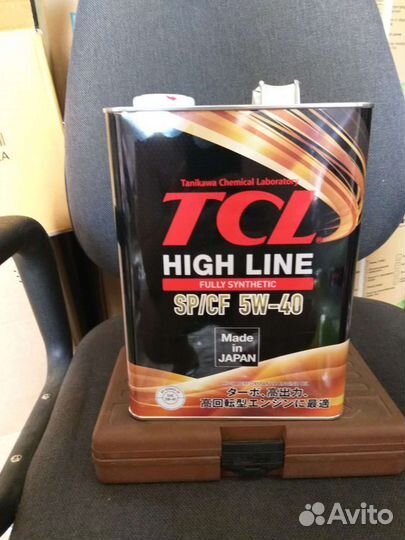 Tanikawa Chemical Laboratory
TCL
HIGH LINE
FULLY SYNTHETIC
SP/CF 5W-40
Made
in
JAPAN
ターボ、高出力、
高回転型エンジンに最適
Avito